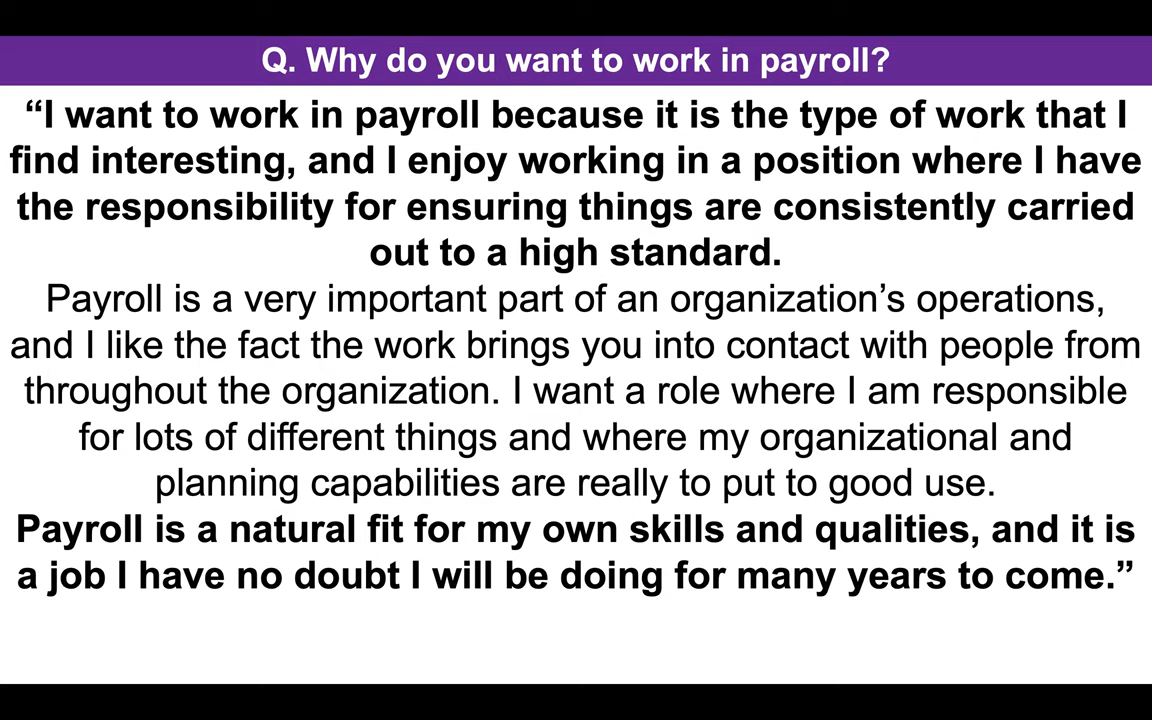 Q. Why do you want to work in payroll?
“I want to work in payroll because it is the type of work that I
find interesting, and I enjoy working in a position where I have
the responsibility for ensuring things are consistently carried
out to a high standard.
Payroll is a very important part of an organization’s operations,
and I like the fact the work brings you into contact with people from
throughout the organization. I want a role where I am responsible
for lots of different things and where my organizational and
planning capabilities are really to put to good use.
Payroll is a natural fit for my own skills and qualities, and it is
a job I have no doubt I will be doing for many years to come.”